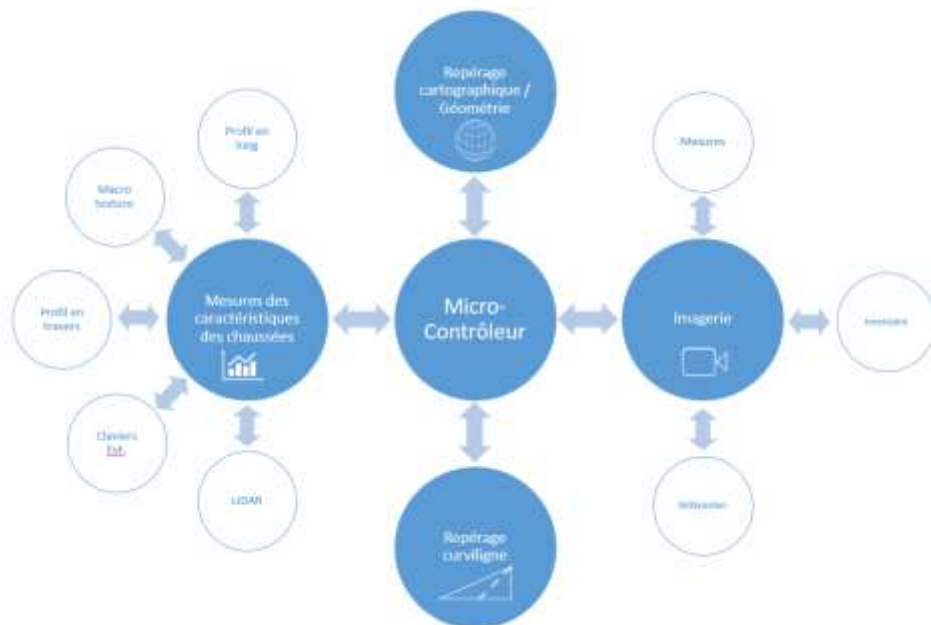 Repérage
cartographique /
Géométrie
Profil en
long
Mesures
Macro
texture
Profil en
travers
Mesures des
caractéristiques
des chaussées
Micro-
Contrôleur
Imagerie
Claviers
Evt.
LiDAR
Repérage
curviligne